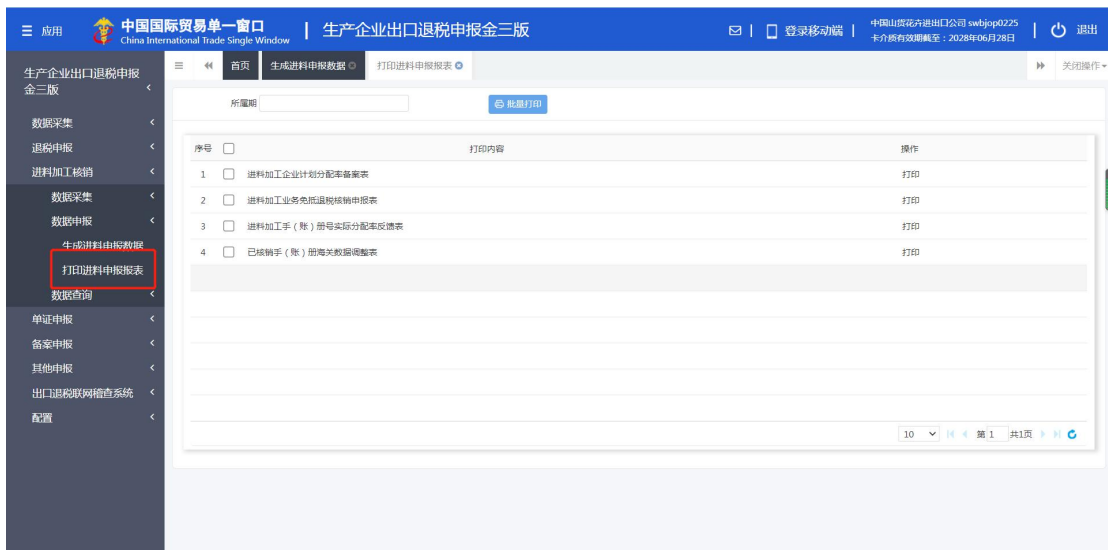 应用
中国国际贸易单一窗口
China International Trade Single Window
生产企业出口退税申报金三版
登录移动端
中国山货花卉进出口公司 swbjop0225
卡介质有效期截至：2028年06月28日
退出
生产企业出口退税申报
金三版
数据采集
退税申报
进料加工核销
数据采集
数据申报
生成进料申报数据
打印进料申报报表
数据查询
单证申报
备案申报
其他申报
出口退税联网稽查系统
配置
首页 生成进料申报数据 打印进料申报报表 关闭操作
所属期 批量打印
序号 打印内容 操作
1 进料加工企业计划分配率备案表 打印
2 进料加工业务免抵退税核销申报表 打印
3 进料加工手（账）册号实际分配率反馈表 打印
4 已核销手（账）册海关数据调整表 打印
10 第 1 共1页